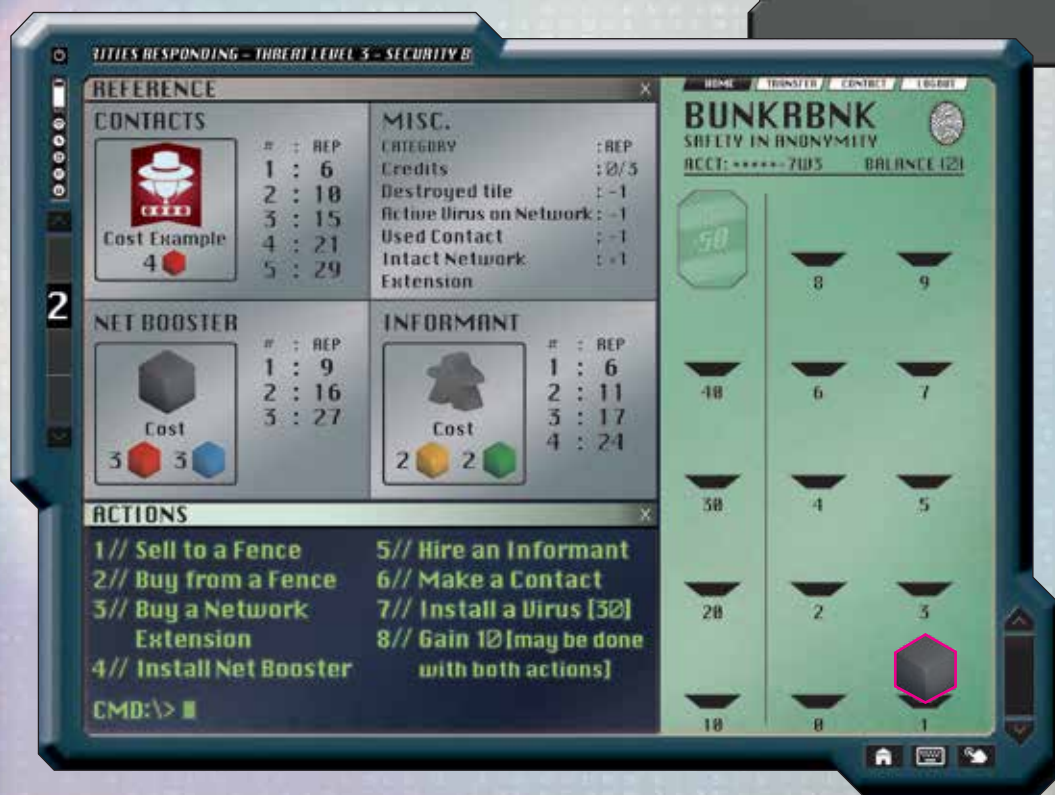 ITIES RESPONDING - THREAT LEVEL 3 - SECURITY B
REFERENCE X
CONTACTS
# : REP
1 : 6
2 : 10
3 : 15
4 : 21
5 : 29
Cost Example
4
MISC.
CATEGORY :REP
Credits :∅/3
Destroyed tile :-1
Active Virus on Network :-1
Used Contact :-1
Intact Network :-1
Extension
2
NET BOOSTER
# : REP
1 : 9
2 : 16
3 : 27
Cost
3 3
INFORMANT
# : REP
1 : 6
2 : 11
3 : 17
4 : 24
Cost
2 2
ACTIONS X
1// Sell to a Fence
2// Buy from a Fence
3// Buy a Network
Extension
4// Install Net Booster
5// Hire an Informant
6// Make a Contact
7// Install a Virus [3∅]
8// Gain 1∅ [may be done
with both actions]
CMD:\>
HOME TRANSFER CONTACT LOGOUT
BUNKRBNK
SAFETY IN ANONYMITY
ACCT: *****-7W3 BALANCE (∅)
50
8 9
40 6 7
30 4 5
20 2 3
10 0 1